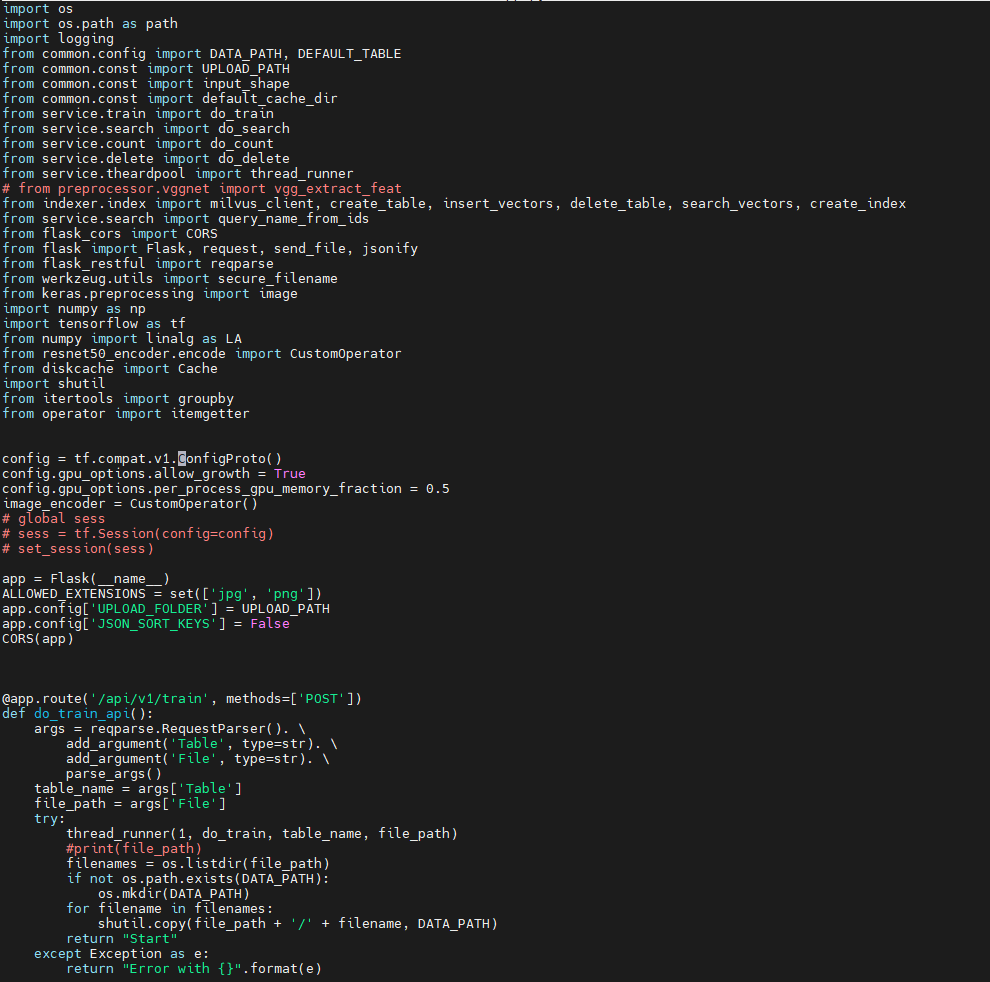 import os
import os.path as path
import logging
from common.config import DATA_PATH, DEFAULT_TABLE
from common.const import UPLOAD_PATH
from common.const import input_shape
from common.const import default_cache_dir
from service.train import do_train
from service.search import do_search
from service.count import do_count
from service.delete import do_delete
from service.theardpool import thread_runner
# from preprocessor.vggnet import vgg_extract_feat
from indexer.index import milvus_client, create_table, insert_vectors, delete_table, search_vectors, create_index
from service.search import query_name_from_ids
from flask_cors import CORS
from flask import Flask, request, send_file, jsonify
from flask_restful import reqparse
from werkzeug.utils import secure_filename
from keras.preprocessing import image
import numpy as np
import tensorflow as tf
from numpy import linalg as LA
from resnet50_encoder.encode import CustomOperator
from diskcache import Cache
import shutil
from itertools import groupby
from operator import itemgetter
config = tf.compat.v1.ConfigProto()
config.gpu_options.allow_growth = True
config.gpu_options.per_process_gpu_memory_fraction = 0.5
image_encoder = CustomOperator()
# global sess
# sess = tf.Session(config=config)
# set_session(sess)
app = Flask(__name__)
ALLOWED_EXTENSIONS = set(['jpg', 'png'])
app.config['UPLOAD_FOLDER'] = UPLOAD_PATH
app.config['JSON_SORT_KEYS'] = False
CORS(app)
@app.route('/api/v1/train', methods=['POST'])
def do_train_api():
    args = reqparse.RequestParser(). \
        add_argument('Table', type=str). \
        add_argument('File', type=str). \
        parse_args()
    table_name = args['Table']
    file_path = args['File']
    try:
        thread_runner(1, do_train, table_name, file_path)
        #print(file_path)
        filenames = os.listdir(file_path)
        if not os.path.exists(DATA_PATH):
            os.mkdir(DATA_PATH)
        for filename in filenames:
            shutil.copy(file_path + '/' + filename, DATA_PATH)
        return "Start"
    except Exception as e:
        return "Error with {}".format(e)